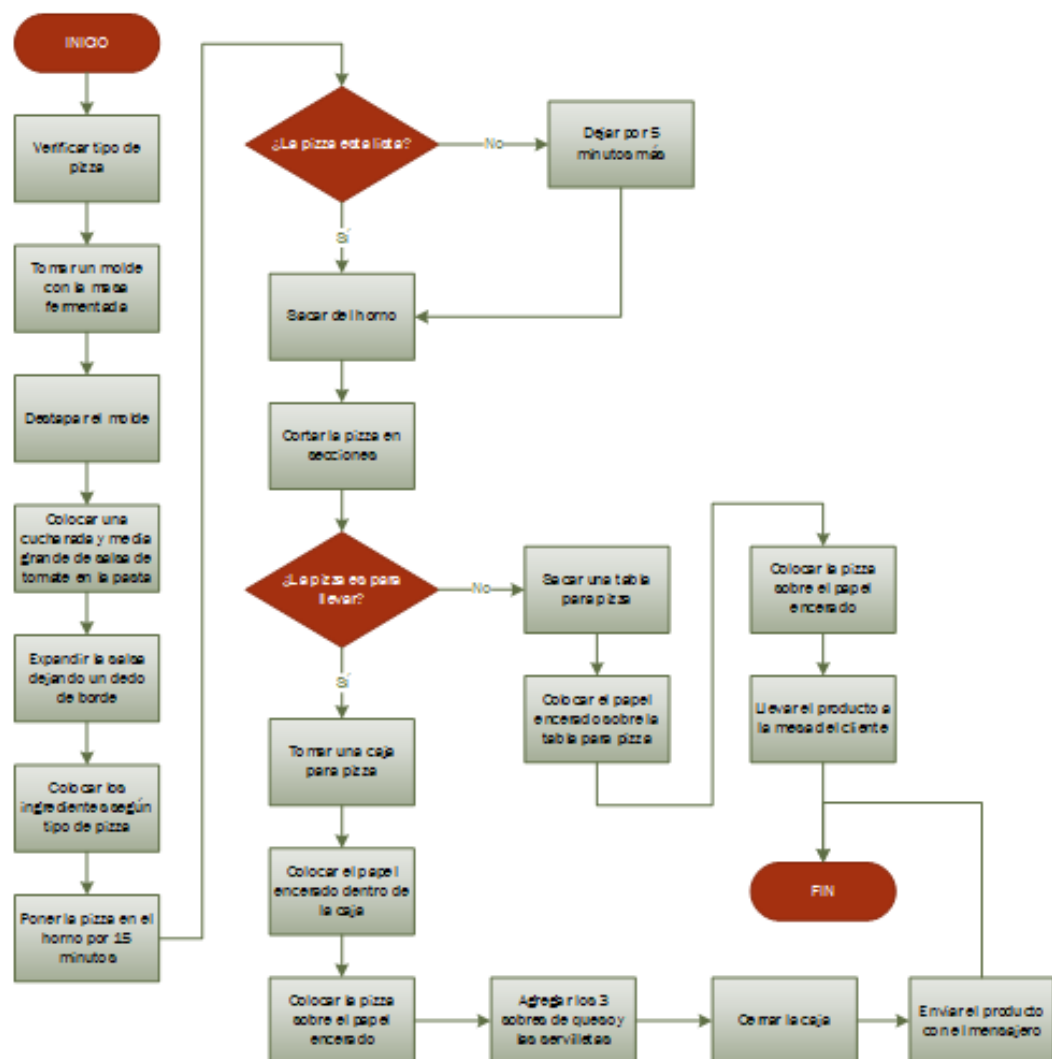 INICIO
Verificar tipo de
pizza
Tomar un molde
con la masa
fermentada
Destapar el molde
Colocar una
cucharada y media
grande de salsa de
tomate en la pasta
Expandir la salsa
dejando un dedo
de borde
Colocar los
ingredientes según
tipo de pizza
Poner la pizza en el
horno por 15
minutos
¿La pizza esta lista?
No
Dejar por 5
minutos más
Sí
Sacar del horno
Cortar la pizza en
secciones
¿La pizza es para
llevar?
No
Sacar una tabla
para pizza
Colocar el papel
encerado sobre la
tabla para pizza
Colocar la pizza
sobre el papel
encerado
Llevar el producto a
la mesa del cliente
Sí
Tomar una caja
para pizza
Colocar el papel
encerado dentro de
la caja
Colocar la pizza
sobre el papel
encerado
Agregar los 3
sobres de queso y
las servilletas
Cerrar la caja
Enviar el producto
con el mensajero
FIN